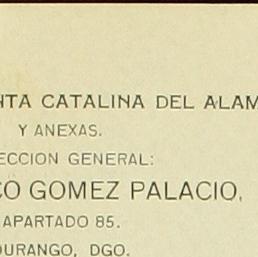 NTA CATALINA DEL ALAM
Y ANEXAS.
ECCION GENERAL:
CO GOMEZ PALACIO,
APARTADO 85.
DURANGO, DGO.